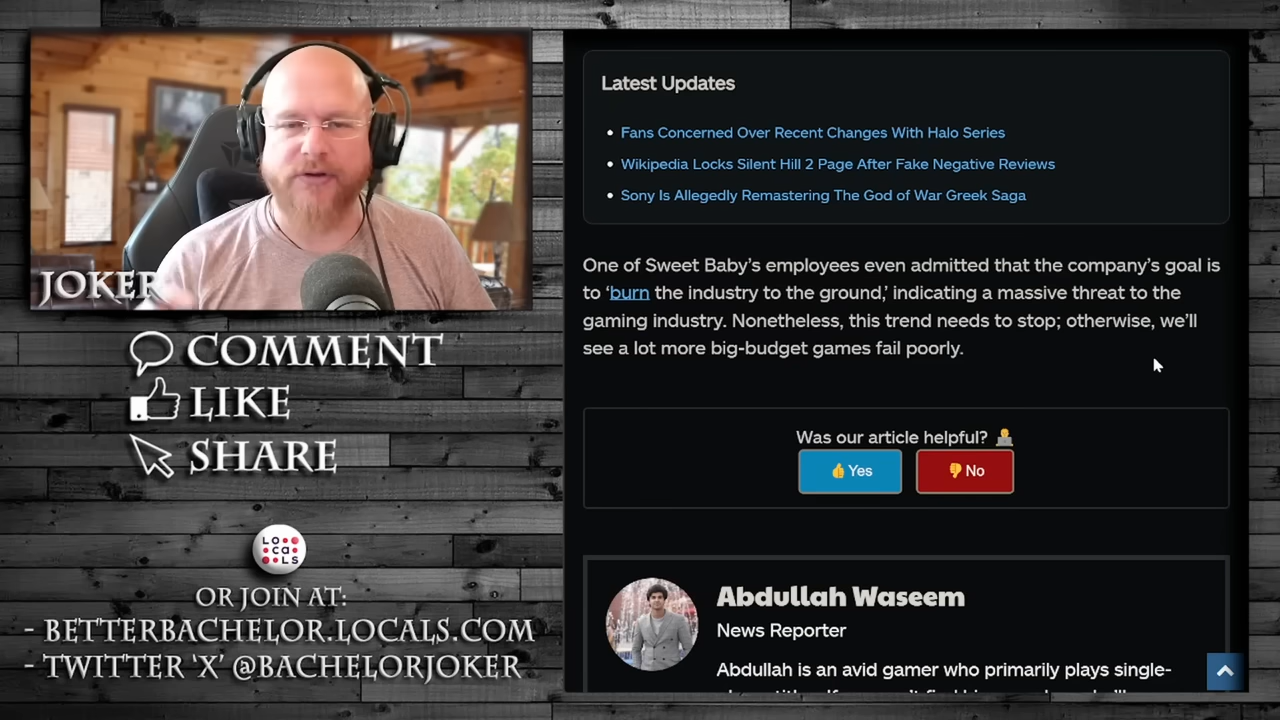 JOKER
COMMENT
LIKE
SHARE
LOCALS
OR JOIN AT:
- BETTERBACHELOR.LOCALS.COM
- TWITTER 'X' @BACHELORJOKER
Latest Updates
• Fans Concerned Over Recent Changes With Halo Series
• Wikipedia Locks Silent Hill 2 Page After Fake Negative Reviews
• Sony Is Allegedly Remastering The God of War Greek Saga
One of Sweet Baby’s employees even admitted that the company’s goal is
to ‘burn the industry to the ground,’ indicating a massive threat to the
gaming industry. Nonetheless, this trend needs to stop; otherwise, we’ll
see a lot more big-budget games fail poorly.
Was our article helpful? 🧑‍💻
👍 Yes
👎 No
Abdullah Waseem
News Reporter
Abdullah is an avid gamer who primarily plays single-